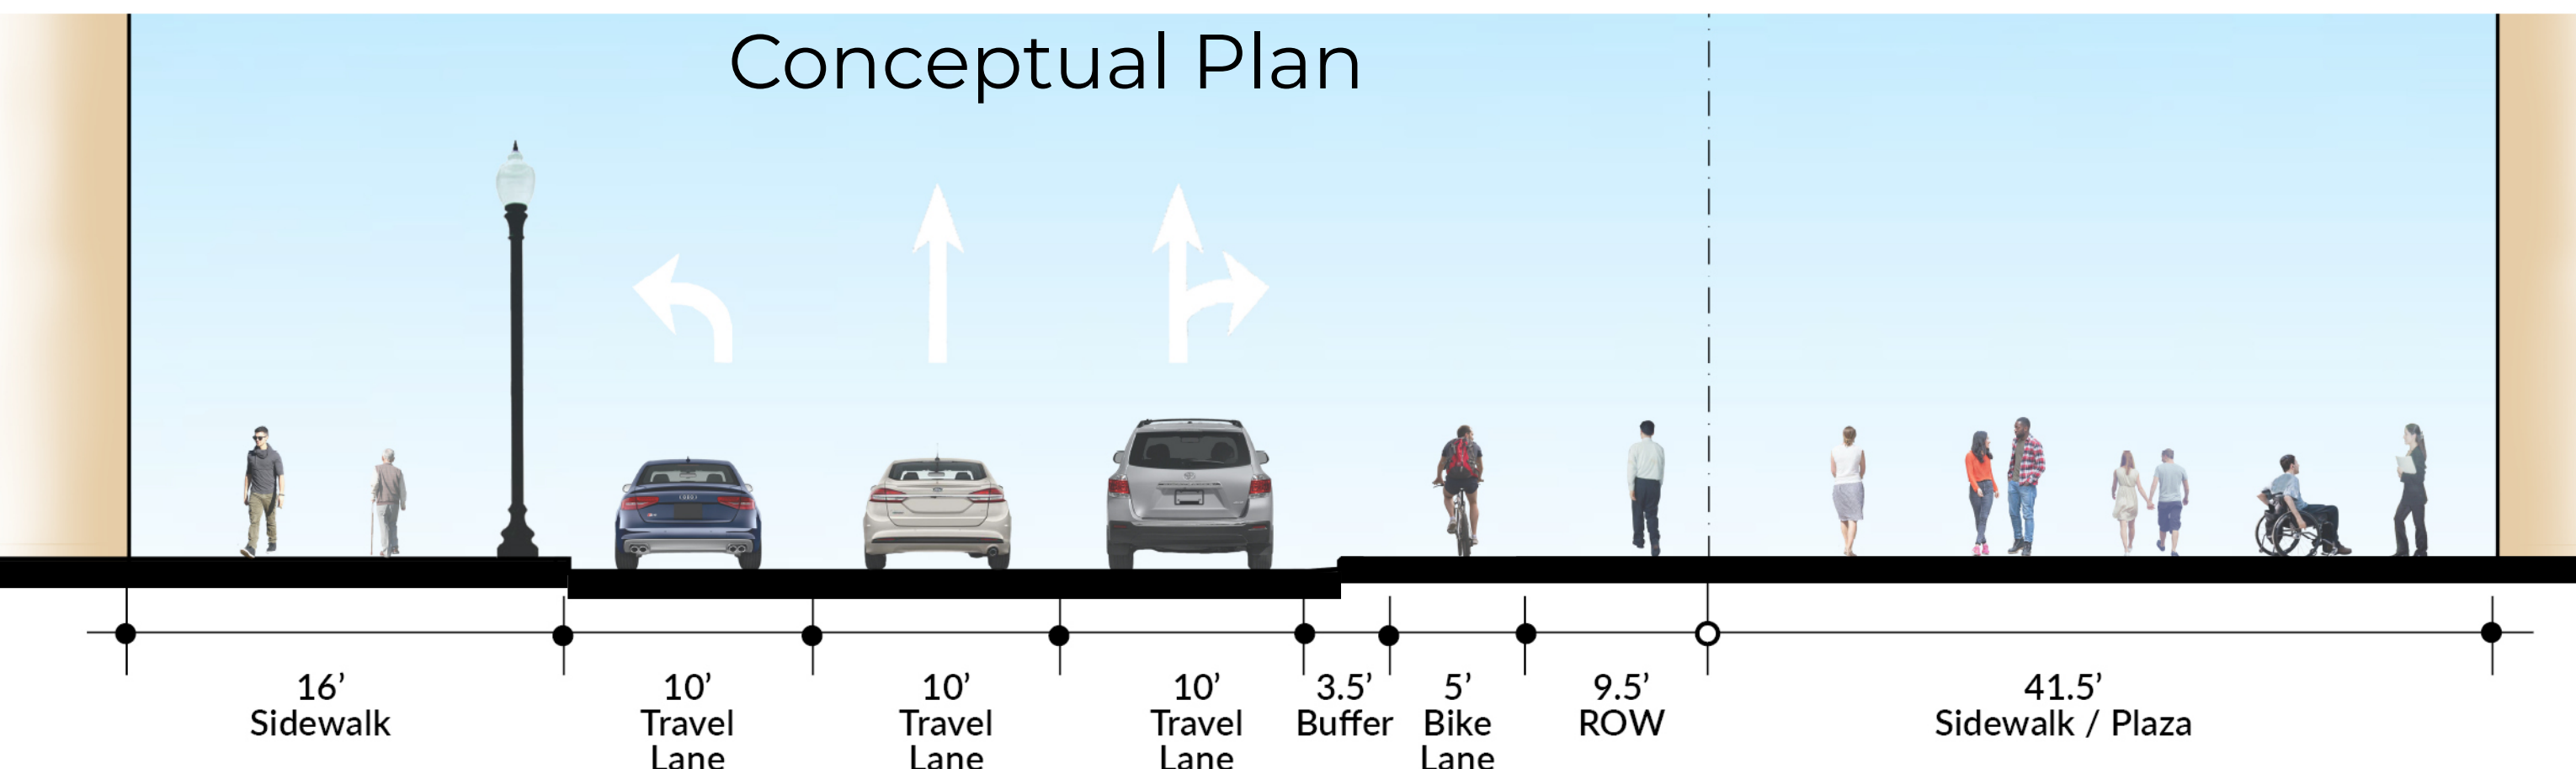 Conceptual Plan
16’
Sidewalk
10’
Travel
Lane
10’
Travel
Lane
10’
Travel
Lane
3.5’
Buffer
5’
Bike
Lane
9.5’
ROW
41.5’
Sidewalk / Plaza